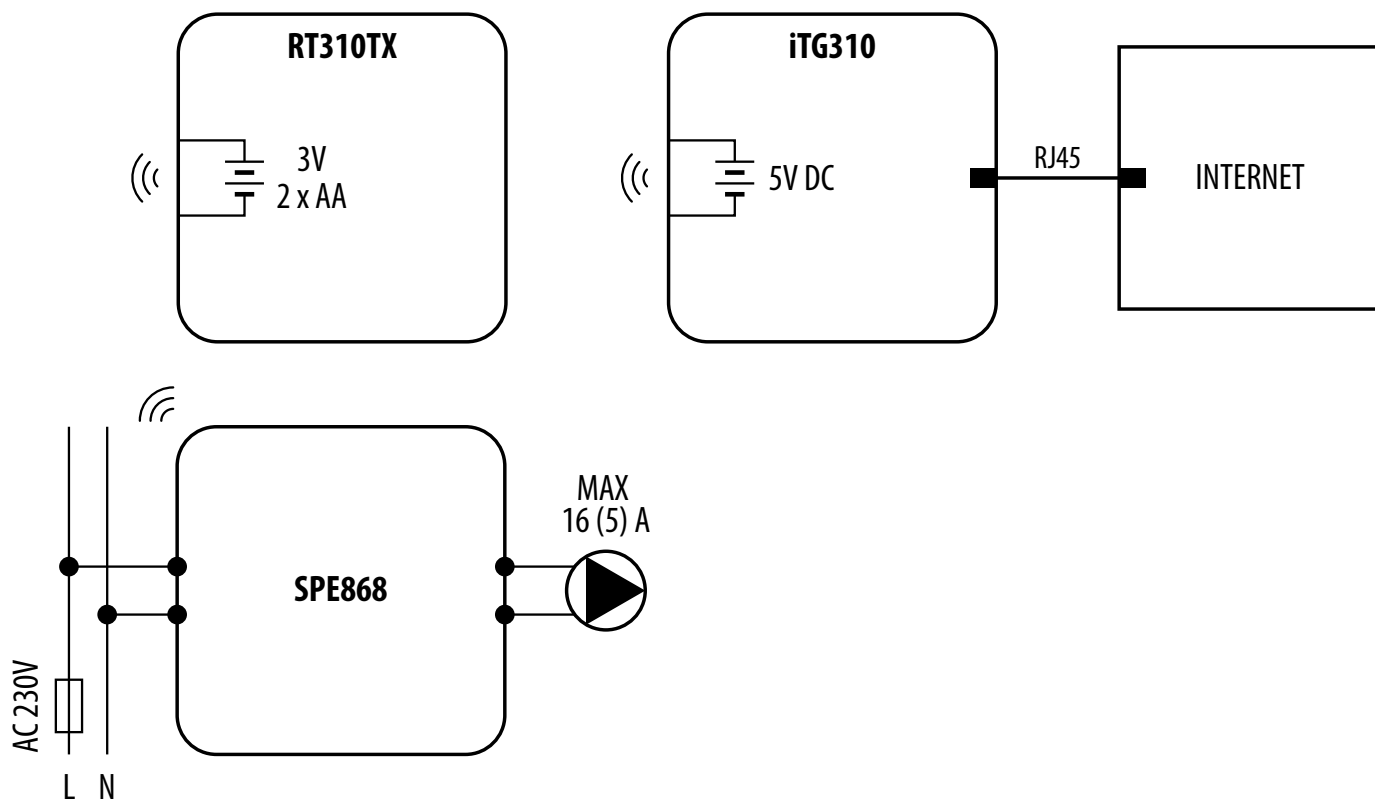 RT310TX
3V
2 x AA
iTG310
5V DC
RJ45
INTERNET
SPE868
MAX
16 (5) A
AC 230V
L N